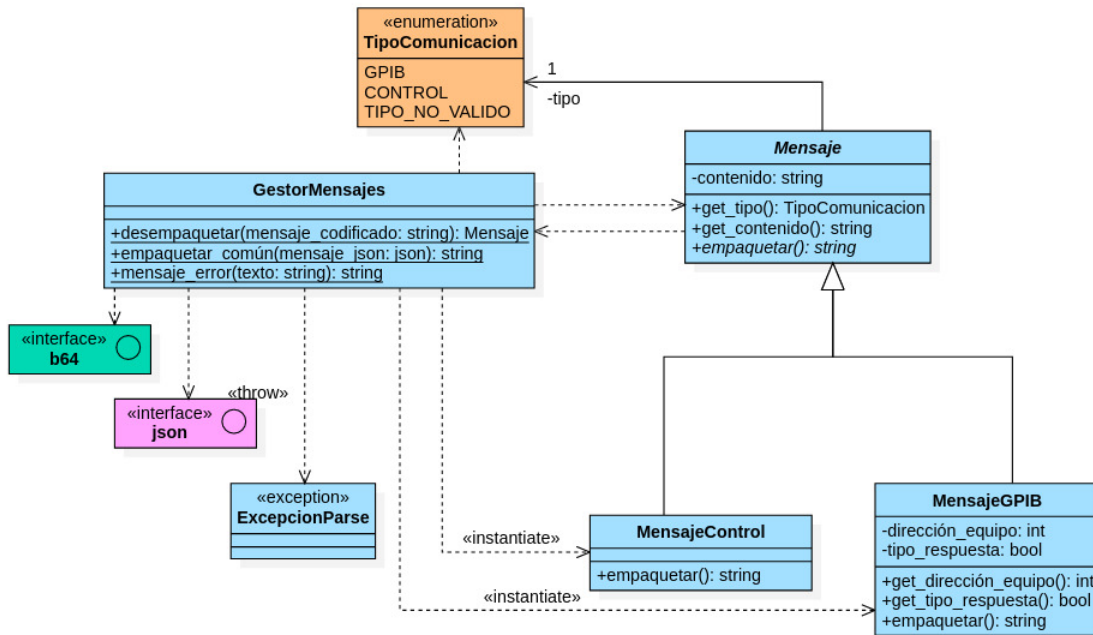 «enumeration»
TipoComunicacion
GPIB
CONTROL
TIPO_NO_VALIDO
1
-tipo
Mensaje
-contenido: string
+get_tipo(): TipoComunicacion
+get_contenido(): string
+empaquetar(): string
GestorMensajes
+desempaquetar(mensaje_codificado: string): Mensaje
+empaquetar_común(mensaje_json: json): string
+mensaje_error(texto: string): string
«interface»
b64
«throw»
«interface»
json
«exception»
ExcepcionParse
«instantiate»
MensajeControl
+empaquetar(): string
«instantiate»
MensajeGPIB
-dirección_equipo: int
-tipo_respuesta: bool
+get_dirección_equipo(): int
+get_tipo_respuesta(): bool
+empaquetar(): string